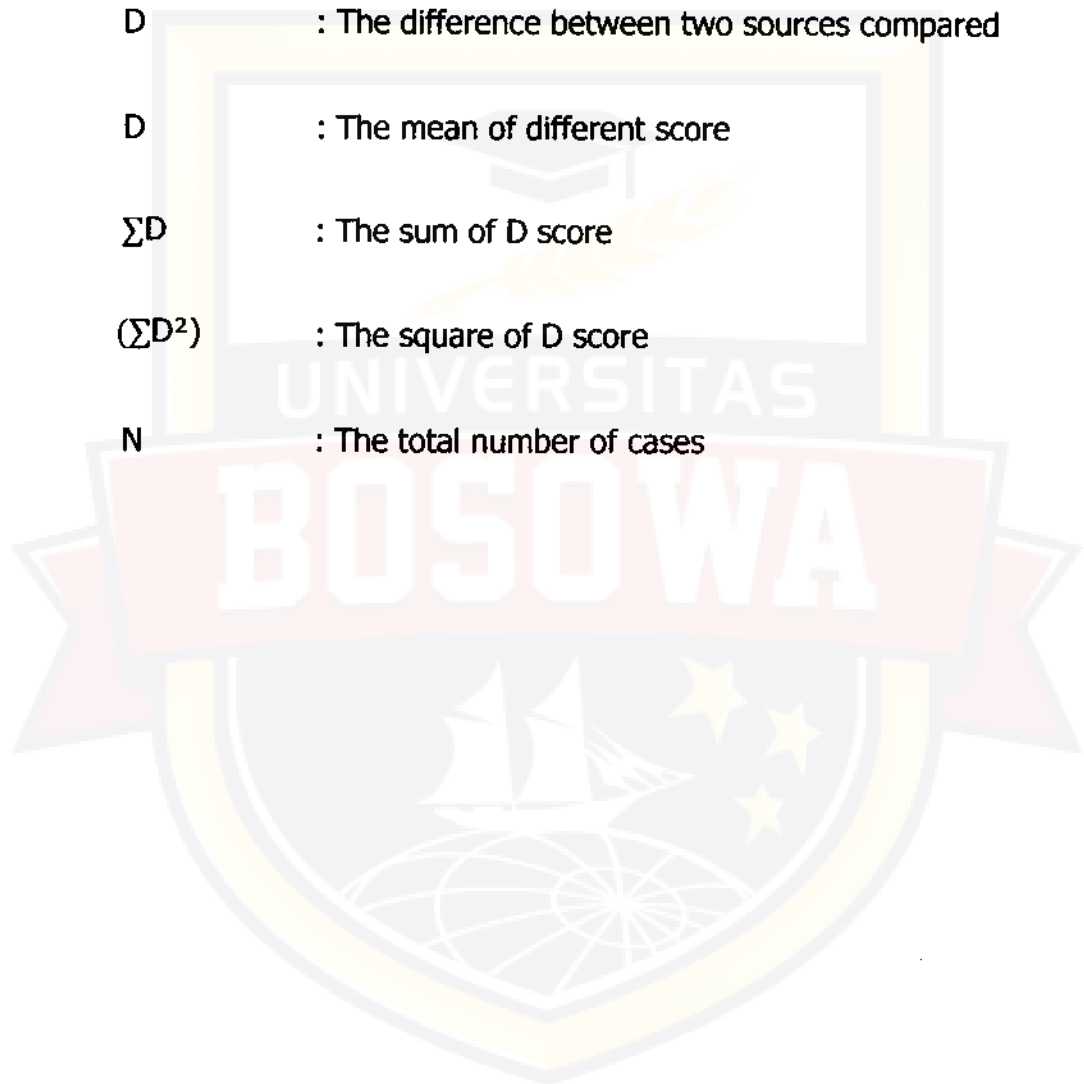 D : The difference between two sources compared
D : The mean of different score
∑D : The sum of D score
(∑D²) : The square of D score
UNIVERSITAS
N : The total number of cases
BOSOWA